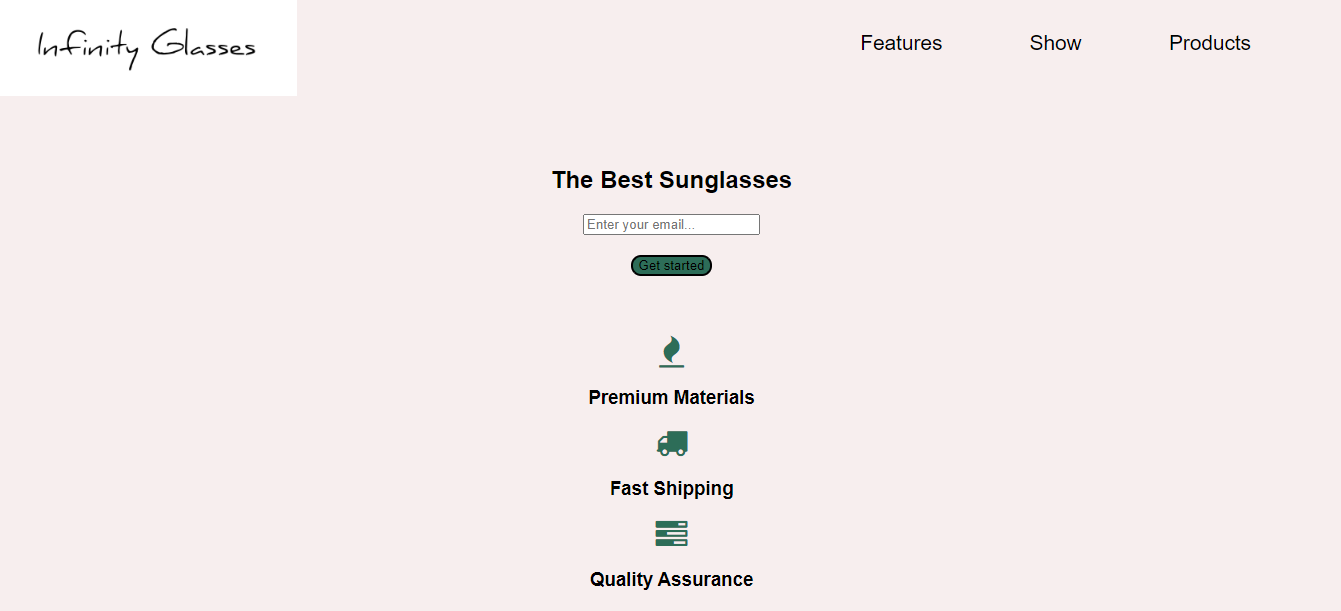 Infinity Glasses
Features Show Products
The Best Sunglasses
Enter your email...
Get started
Premium Materials
Fast Shipping
Quality Assurance